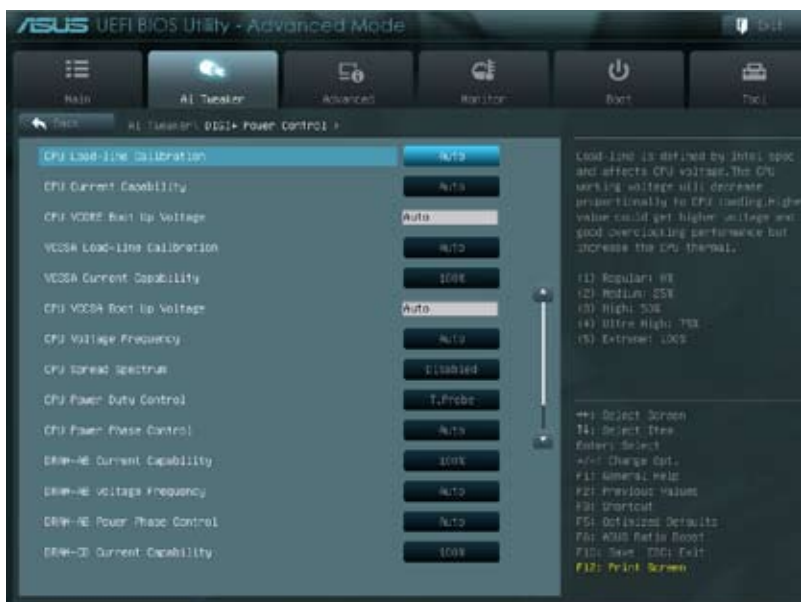 ASUS UEFI BIOS Utility - Advanced Mode
Exit
Main
Ai Tweaker
Advanced
Monitor
Boot
Tool
Back
Ai Tweaker\ DIGI+ Power Control >
CPU Load-line Calibration Auto
CPU Current Capability Auto
CPU VCORE Boot Up Voltage Auto
VCCSA Load-line Calibration Auto
VCCSA Current Capability 100%
CPU VCCSA Boot Up Voltage Auto
CPU Voltage Frequency Auto
CPU Spread Spectrum Disabled
CPU Power Duty Control T.Probe
CPU Power Phase Control Auto
DRAM-AB Current Capability 100%
DRAM-AB Voltage Frequency Auto
DRAM-AB Power Phase Control Auto
DRAM-CD Current Capability 100%
Load-line is defined by Intel spec
and affects CPU voltage.The CPU
working voltage will decrease
proportionally to CPU loading.Highe
value could get higher voltage and
good overclocking performance but
increase the CPU thermal.
(1) Regular: 0%
(2) Medium: 25%
(3) High: 50%
(4) Ultra High: 75%
(5) Extreme: 100%
→←: Select Screen
↑↓: Select Item
Enter: Select
+/-: Change Opt.
F1: General Help
F2: Previous Values
F3: Shortcut
F5: Optimized Defaults
F6: ASUS Ratio Boost
F10: Save ESC: Exit
F12: Print Screen